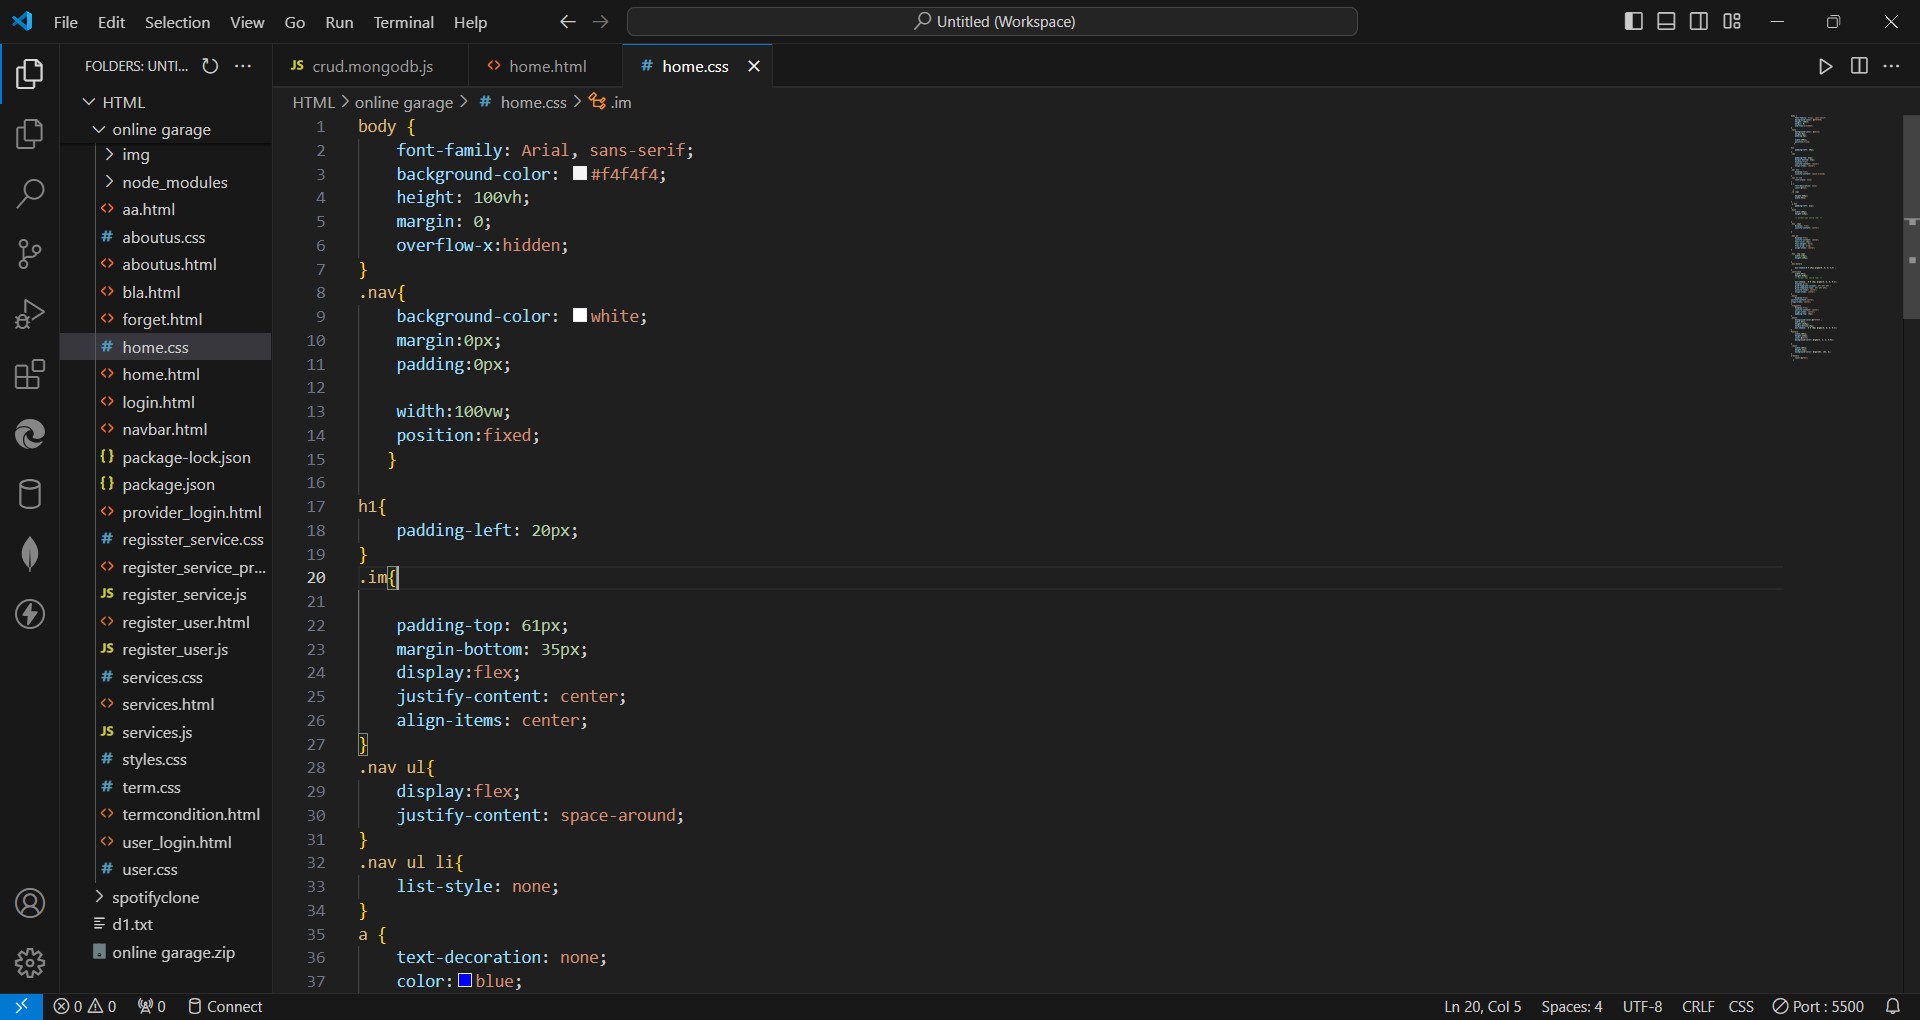 File Edit Selection View Go Run Terminal Help
Untitled (Workspace)
FOLDERS: UNTI...
HTML
online garage
img
node_modules
aa.html
aboutus.css
aboutus.html
bla.html
forget.html
home.css
home.html
login.html
navbar.html
package-lock.json
package.json
provider_login.html
regisster_service.css
register_service_pr...
register_service.js
register_user.html
register_user.js
services.css
services.html
services.js
styles.css
term.css
termcondition.html
user_login.html
user.css
spotifyclone
d1.txt
online garage.zip
JS crud.mongodb.js
<> home.html
# home.css
HTML > online garage > # home.css > .im
1 body {
2 font-family: Arial, sans-serif;
3 background-color: #f4f4f4;
4 height: 100vh;
5 margin: 0;
6 overflow-x:hidden;
7 }
8 .nav{
9 background-color: white;
10 margin:0px;
11 padding:0px;
12
13 width:100vw;
14 position:fixed;
15 }
16
17 h1{
18 padding-left: 20px;
19 }
20 .im{
21
22 padding-top: 61px;
23 margin-bottom: 35px;
24 display:flex;
25 justify-content: center;
26 align-items: center;
27 }
28 .nav ul{
29 display:flex;
30 justify-content: space-around;
31 }
32 .nav ul li{
33 list-style: none;
34 }
35 a {
36 text-decoration: none;
37 color: blue;
0 0 0 Connect
Ln 20, Col 5 Spaces: 4 UTF-8 CRLF CSS Port : 5500